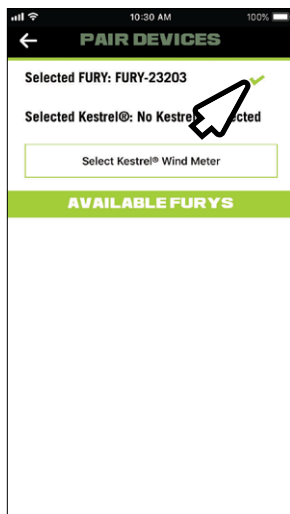 10:30 AM 100%
PAIR DEVICES
Selected FURY: FURY-23203
Selected Kestrel®: No Kestrel
Select Kestrel® Wind Meter
AVAILABLE FURYS